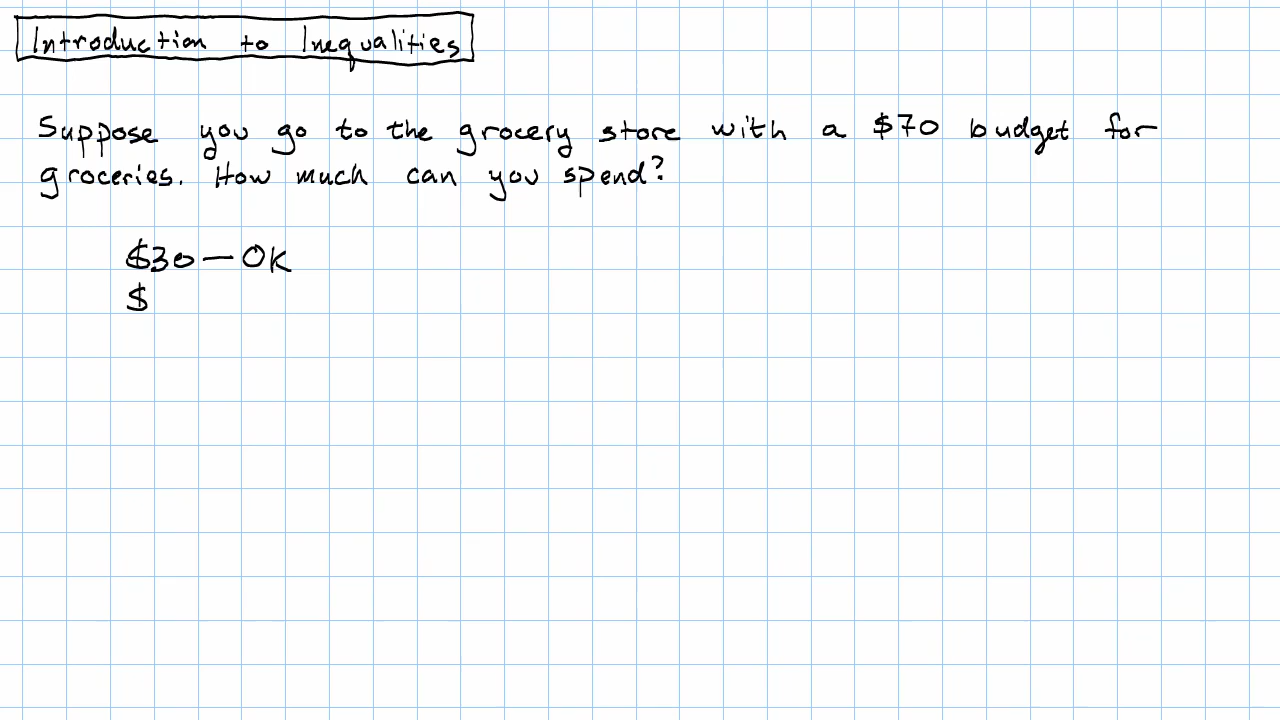 Introduction to Inequalities
Suppose you go to the grocery store with a $70 budget for
groceries. How much can you spend?
$30 — OK
$